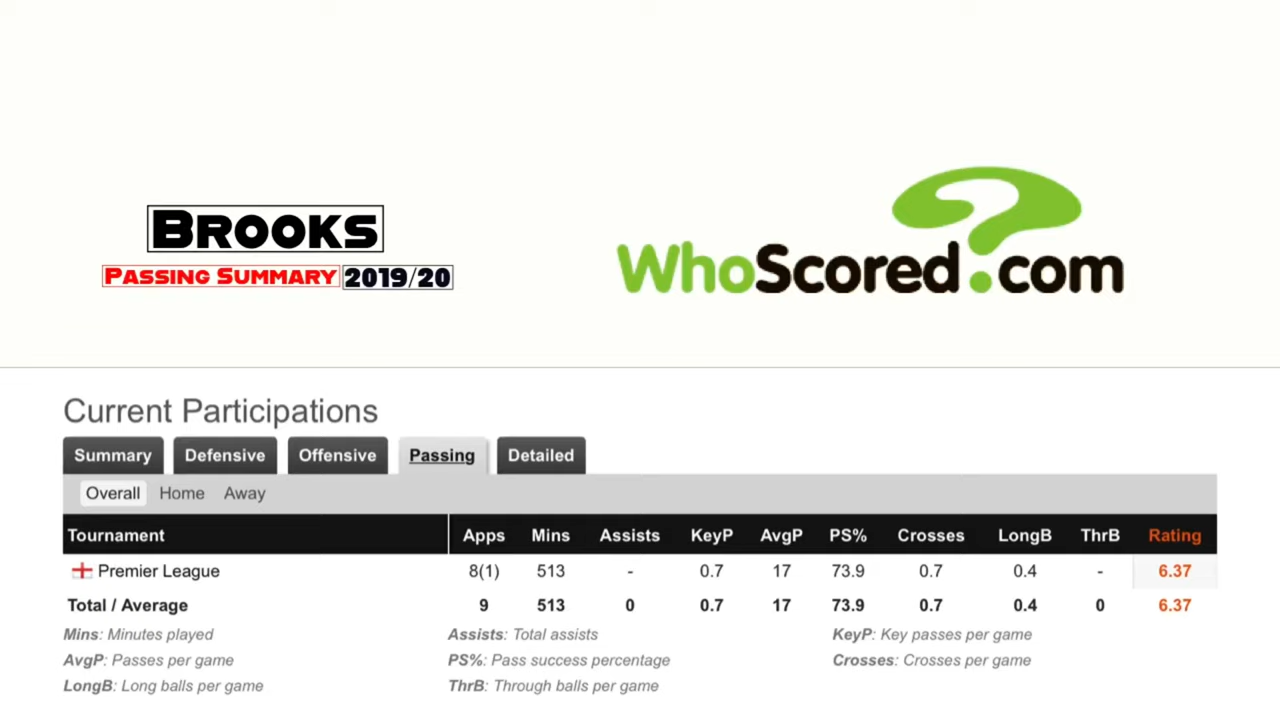 BROOKS
PASSING SUMMARY 2019/20
WhoScored?.com
Current Participations
Summary Defensive Offensive Passing Detailed
Overall Home Away
Tournament Apps Mins Assists KeyP AvgP PS% Crosses LongB ThrB Rating
Premier League 8(1) 513 - 0.7 17 73.9 0.7 0.4 - 6.37
Total / Average 9 513 0 0.7 17 73.9 0.7 0.4 0 6.37
Mins: Minutes played Assists: Total assists KeyP: Key passes per game
AvgP: Passes per game PS%: Pass success percentage Crosses: Crosses per game
LongB: Long balls per game ThrB: Through balls per game